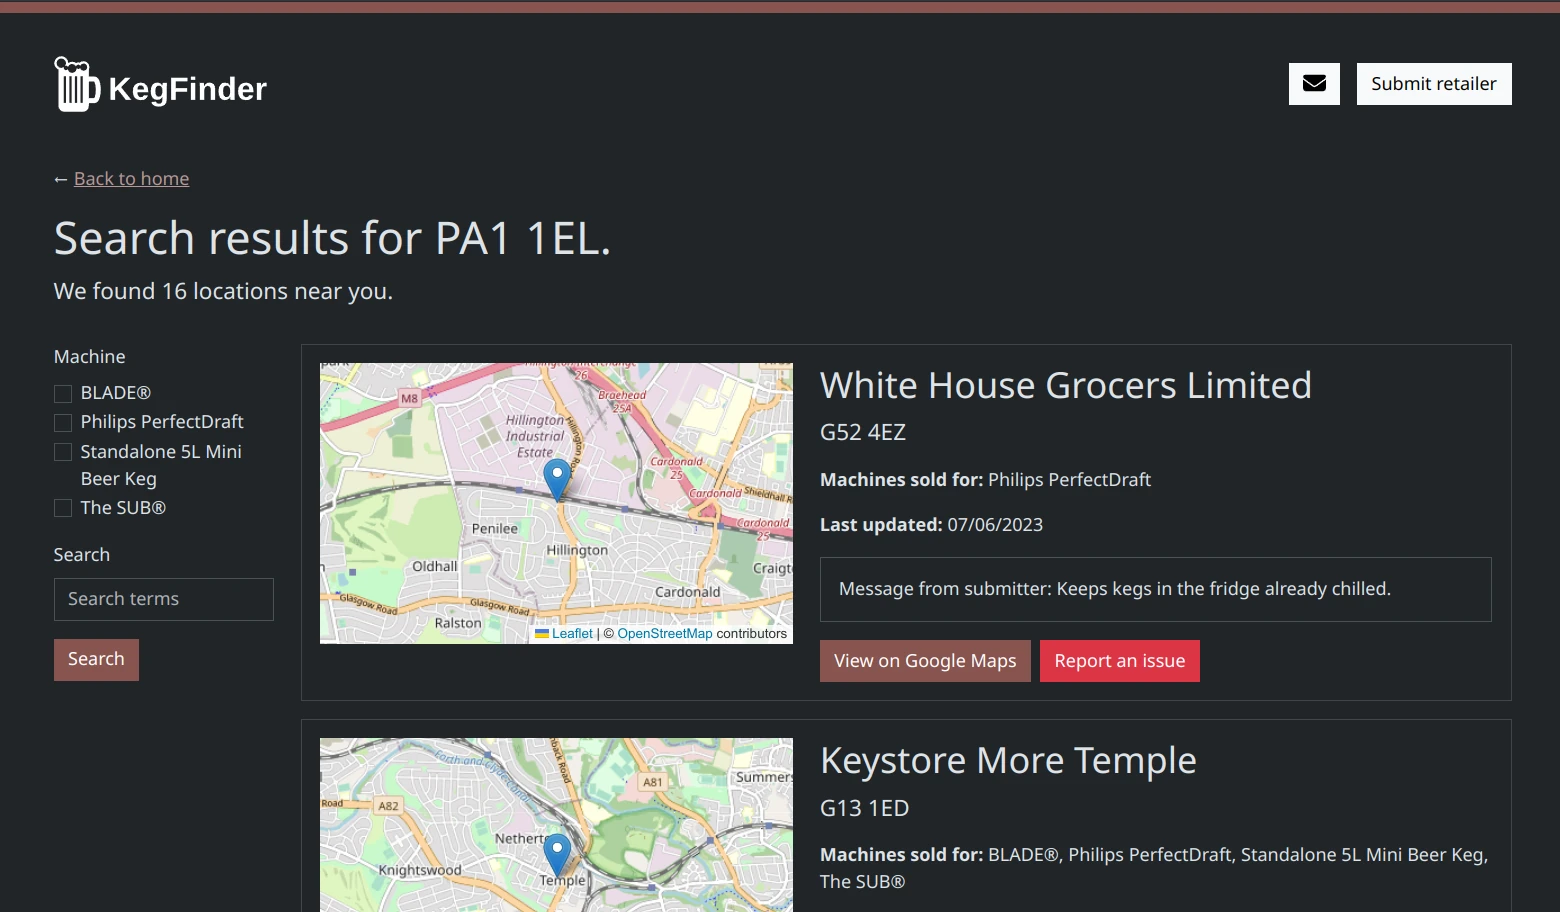 KegFinder
Submit retailer
← Back to home
Search results for PA1 1EL.
We found 16 locations near you.
Machine
BLADE®
Philips PerfectDraft
Standalone 5L Mini
Beer Keg
The SUB®
Search
Search terms
Search
M8
26
Braehead
25A
Hillington
Industrial
Estate
Hillington Road
Cardonald
25
Cardonald
Shieldhall R
Cardonald
25
Penilee
Hillington
Oldhall
Craigt
Cardonald
Glasgow Road
Glasgow Road
Ralston
Leaflet | © OpenStreetMap contributors
White House Grocers Limited
G52 4EZ
Machines sold for: Philips PerfectDraft
Last updated: 07/06/2023
Message from submitter: Keeps kegs in the fridge already chilled.
View on Google Maps
Report an issue
Forth and Clyde Canal
A81
Summers
Road
A82
Netherto
Knightswood
Temple
Keystore More Temple
G13 1ED
Machines sold for: BLADE®, Philips PerfectDraft, Standalone 5L Mini Beer Keg,
The SUB®